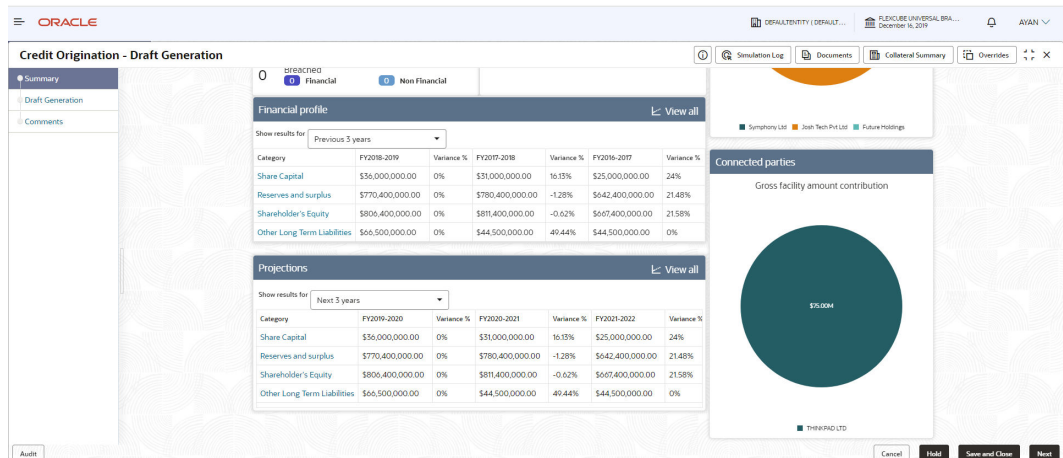 ORACLE
DEFAULTENTITY ( DEFAULT...
FLEXCUBE UNIVERSAL BRA...
December 16, 2019
AYAN
Credit Origination - Draft Generation
Simulation Log
Documents
Collateral Summary
Overrides
Summary
Draft Generation
Comments
0 Breached
0 Financial 0 Non Financial
Financial profile View all
Show results for Previous 3 years
Category FY2018-2019 Variance % FY2017-2018 Variance % FY2016-2017 Variance %
Share Capital $36,000,000.00 0% $31,000,000.00 16.13% $25,000,000.00 24%
Reserves and surplus $770,400,000.00 0% $780,400,000.00 -1.28% $642,400,000.00 21.48%
Shareholder's Equity $806,400,000.00 0% $811,400,000.00 -0.62% $667,400,000.00 21.58%
Other Long Term Liabilities $66,500,000.00 0% $44,500,000.00 49.44% $44,500,000.00 0%
Projections View all
Show results for Next 3 years
Category FY2019-2020 Variance % FY2020-2021 Variance % FY2021-2022 Variance %
Share Capital $36,000,000.00 0% $31,000,000.00 16.13% $25,000,000.00 24%
Reserves and surplus $770,400,000.00 0% $780,400,000.00 -1.28% $642,400,000.00 21.48%
Shareholder's Equity $806,400,000.00 0% $811,400,000.00 -0.62% $667,400,000.00 21.58%
Other Long Term Liabilities $66,500,000.00 0% $44,500,000.00 49.44% $44,500,000.00 0%
Symphony Ltd Josh Tech Pvt Ltd Future Holdings
Connected parties
Gross facility amount contribution
$75.00M
THINKPAD LTD
Audit
Cancel Hold Save and Close Next